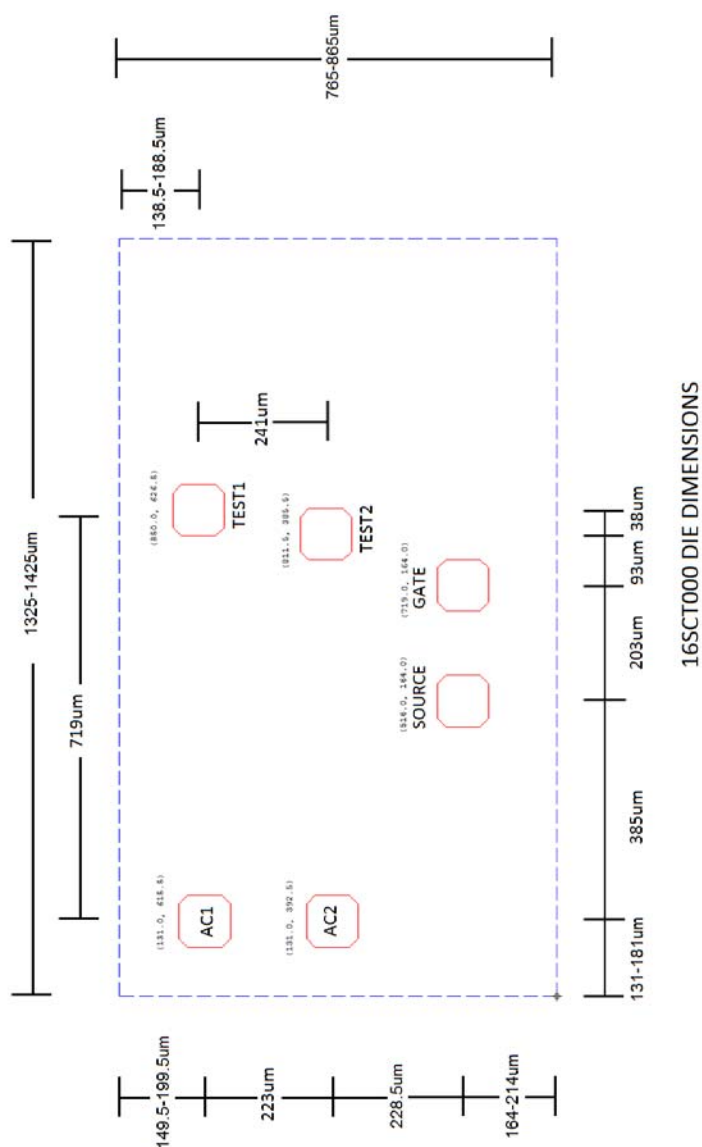 1325-1425um
719um
138.5-188.5um
765-865um
149.5-199.5um
223um
228.5um
164-214um
(131.0, 615.5)
AC1
(850.0, 626.5)
TEST1
241um
(131.0, 392.5)
AC2
(811.5, 385.5)
TEST2
(516.0, 164.0)
SOURCE
(719.0, 164.0)
GATE
131-181um
385um
203um
93um
38um
16SCT000 DIE DIMENSIONS